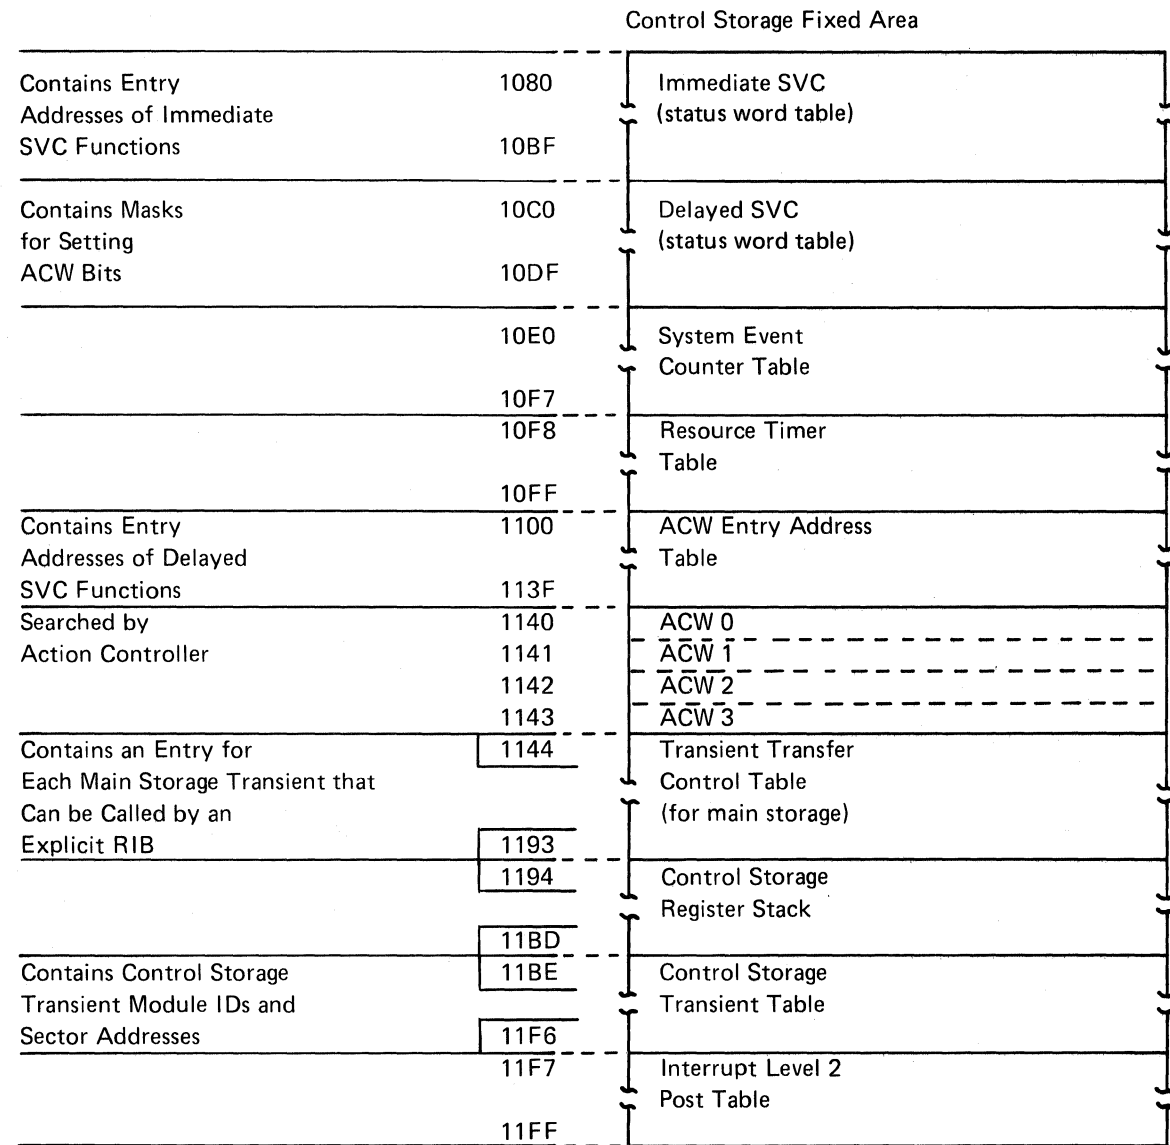 Control Storage Fixed Area
Contains Entry 1080 Immediate SVC
Addresses of Immediate (status word table)
SVC Functions 10BF
Contains Masks 10C0 Delayed SVC
for Setting (status word table)
ACW Bits 10DF
10E0 System Event
Counter Table
10F7
10F8 Resource Timer
Table
10FF
Contains Entry 1100 ACW Entry Address
Addresses of Delayed Table
SVC Functions 113F
Searched by 1140 ACW 0
Action Controller 1141 ACW 1
1142 ACW 2
1143 ACW 3
Contains an Entry for 1144 Transient Transfer
Each Main Storage Transient that Control Table
Can be Called by an (for main storage)
Explicit RIB 1193
1194 Control Storage
Register Stack
11BD
Contains Control Storage 11BE Control Storage
Transient Module IDs and Transient Table
Sector Addresses 11F6
11F7 Interrupt Level 2
Post Table
11FF